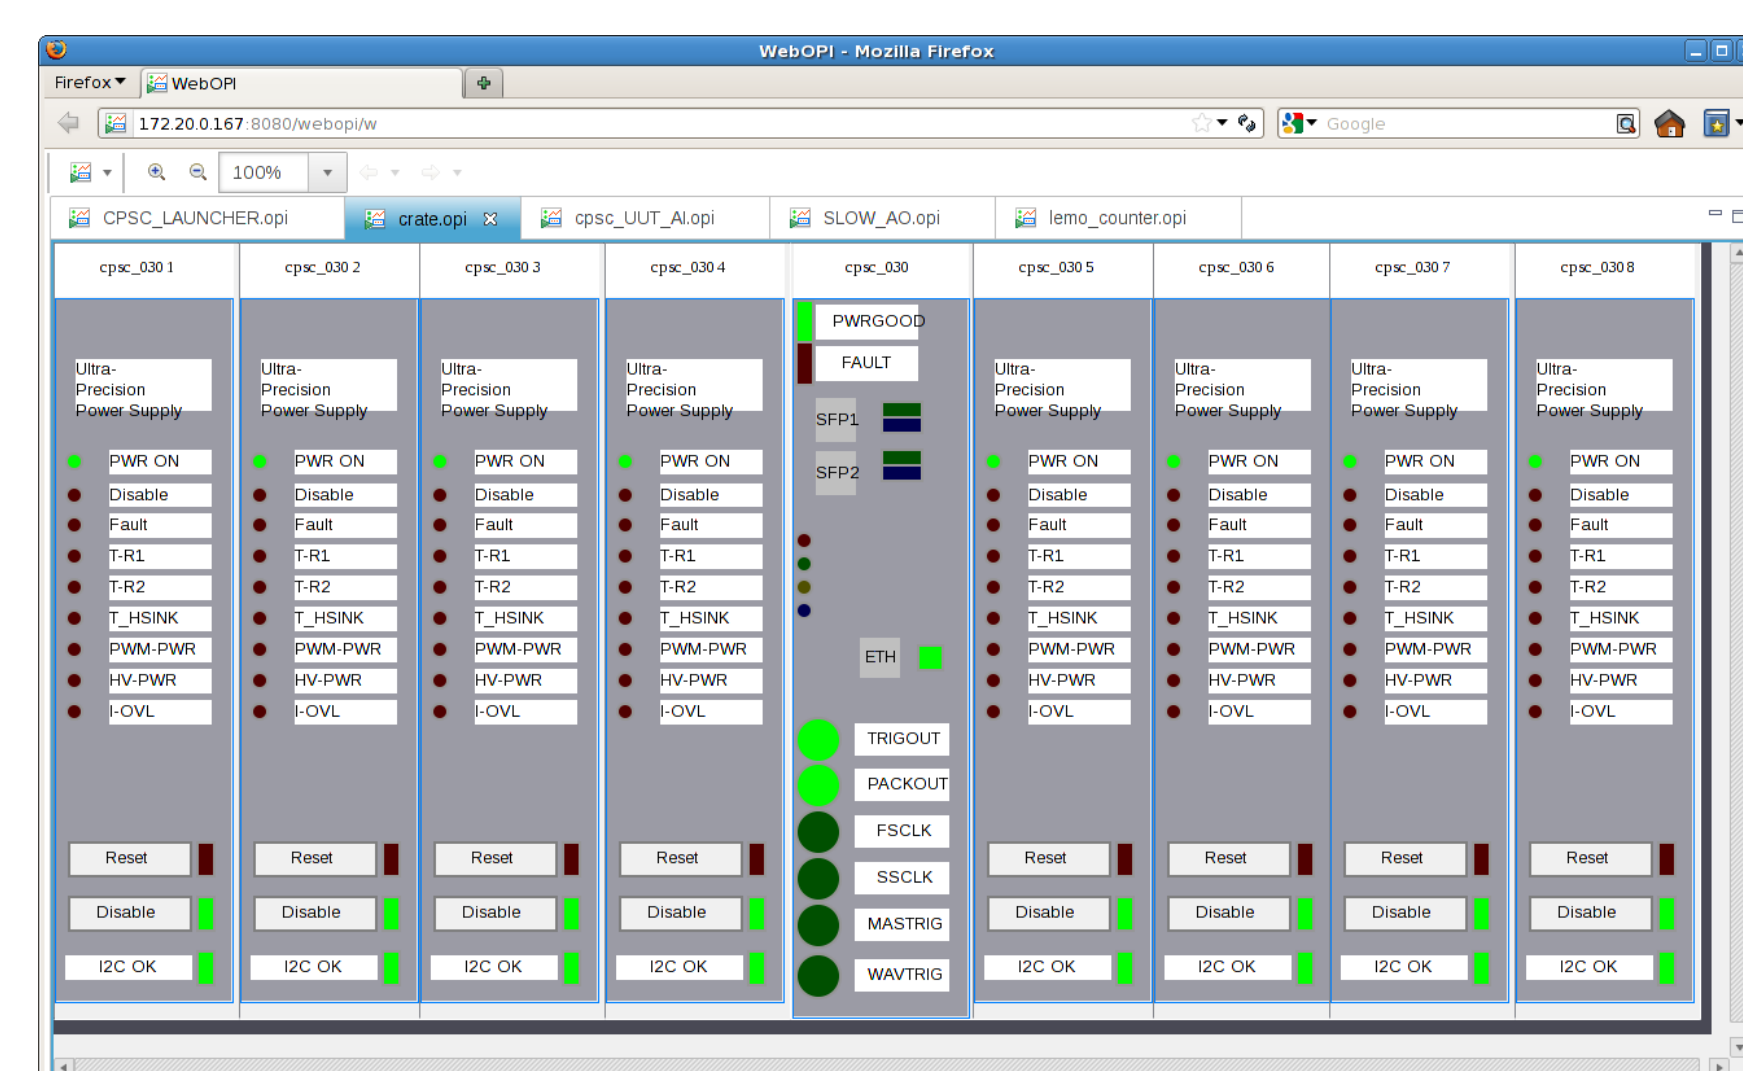 WebOPI - Mozilla Firefox
Firefox
WebOPI
172.20.0.167:8080/webopi/w
Google
100%
CPSC_LAUNCHER.opi
crate.opi
cpsc_UUT_AI.opi
SLOW_AO.opi
lemo_counter.opi
cpsc_030 1
Ultra-
Precision
Power Supply
PWR ON
Disable
Fault
T-R1
T-R2
T_HSINK
PWM-PWR
HV-PWR
I-OVL
Reset
Disable
I2C OK
cpsc_030 2
Ultra-
Precision
Power Supply
PWR ON
Disable
Fault
T-R1
T-R2
T_HSINK
PWM-PWR
HV-PWR
I-OVL
Reset
Disable
I2C OK
cpsc_030 3
Ultra-
Precision
Power Supply
PWR ON
Disable
Fault
T-R1
T-R2
T_HSINK
PWM-PWR
HV-PWR
I-OVL
Reset
Disable
I2C OK
cpsc_030 4
Ultra-
Precision
Power Supply
PWR ON
Disable
Fault
T-R1
T-R2
T_HSINK
PWM-PWR
HV-PWR
I-OVL
Reset
Disable
I2C OK
cpsc_030
PWRGOOD
FAULT
SFP1
SFP2
ETH
TRIGOUT
PACKOUT
FSCLK
SSCLK
MASTRIG
WAVTRIG
cpsc_030 5
Ultra-
Precision
Power Supply
PWR ON
Disable
Fault
T-R1
T-R2
T_HSINK
PWM-PWR
HV-PWR
I-OVL
Reset
Disable
I2C OK
cpsc_030 6
Ultra-
Precision
Power Supply
PWR ON
Disable
Fault
T-R1
T-R2
T_HSINK
PWM-PWR
HV-PWR
I-OVL
Reset
Disable
I2C OK
cpsc_030 7
Ultra-
Precision
Power Supply
PWR ON
Disable
Fault
T-R1
T-R2
T_HSINK
PWM-PWR
HV-PWR
I-OVL
Reset
Disable
I2C OK
cpsc_030 8
Ultra-
Precision
Power Supply
PWR ON
Disable
Fault
T-R1
T-R2
T_HSINK
PWM-PWR
HV-PWR
I-OVL
Reset
Disable
I2C OK